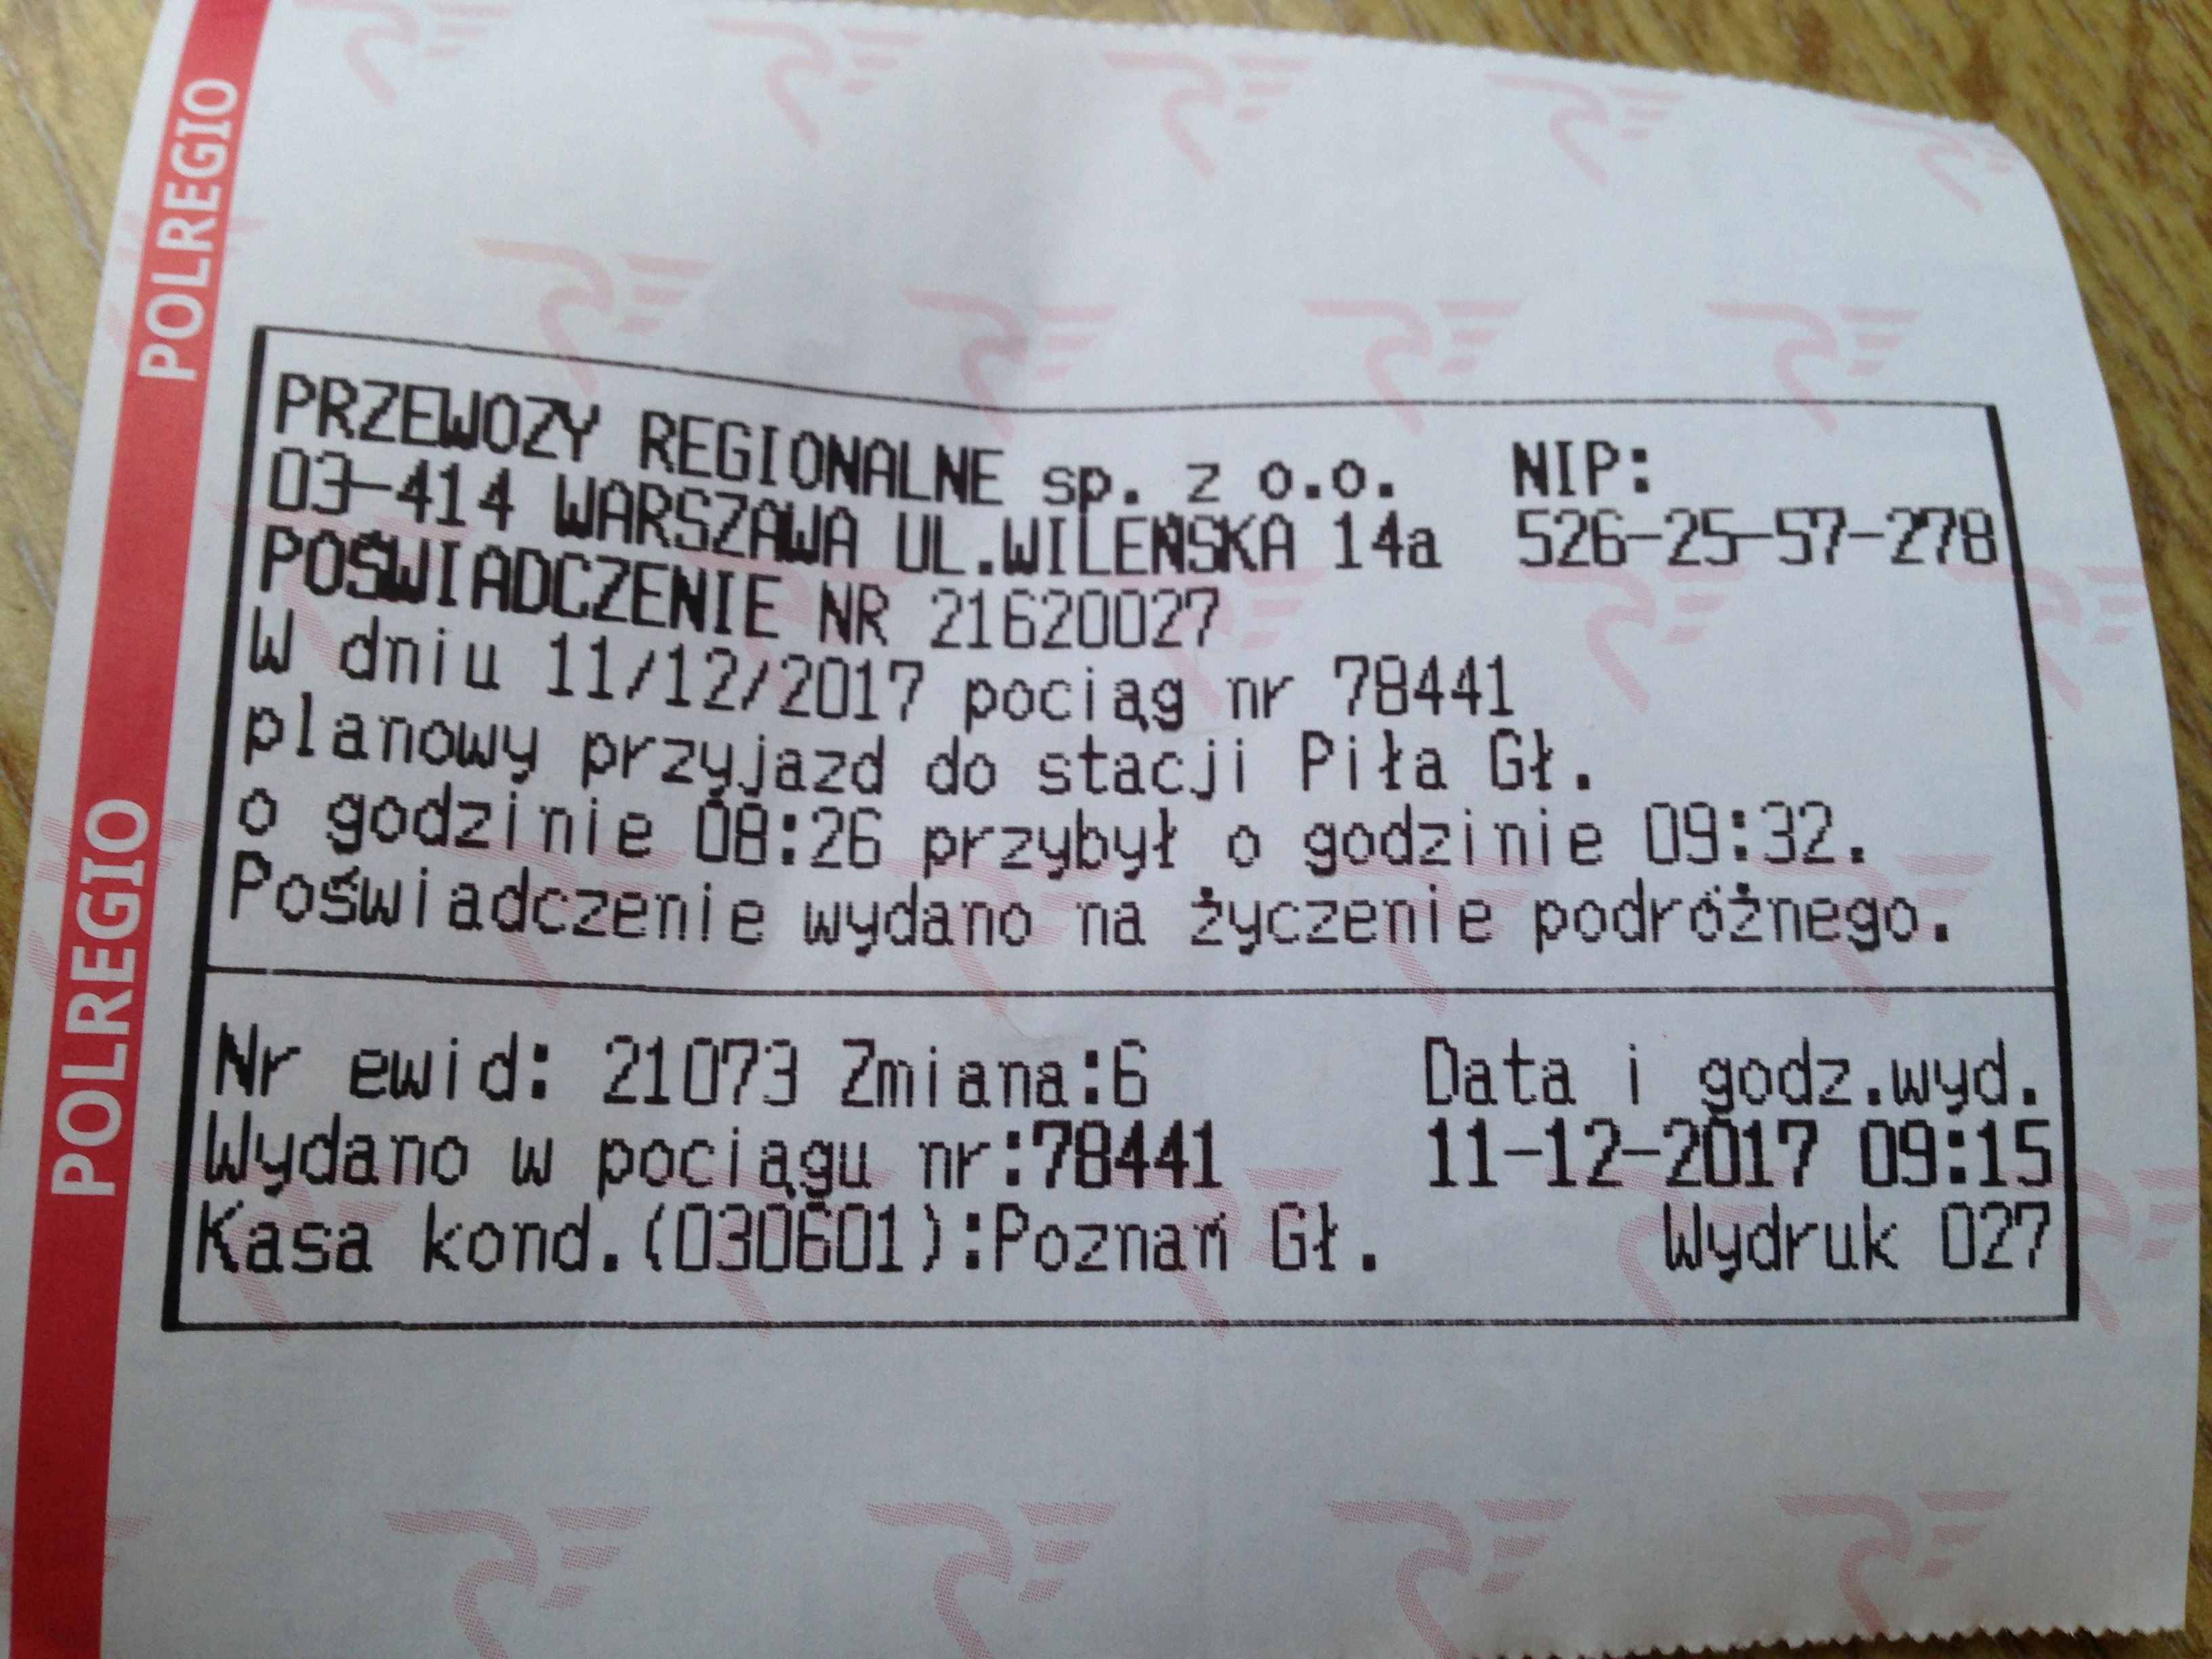 POLREGIO
POLREGIO
PRZEWOZY REGIONALNE sp. z o.o. NIP:
03-414 WARSZAWA UL.WILEŃSKA 14a 526-25-57-278
POŚWIADCZENIE NR 21620027
W dniu 11/12/2017 pociąg nr 78441
planowy przyjazd do stacji Piła Gł.
o godzinie 08:26 przybył o godzinie 09:32.
Poświadczenie wydano na życzenie podróżnego.
Nr ewid: 21073 Zmiana:6 Data i godz.wyd.
Wydano w pociągu nr:78441 11-12-2017 09:15
Kasa kond.(030601):Poznań Gł. Wydruk 027